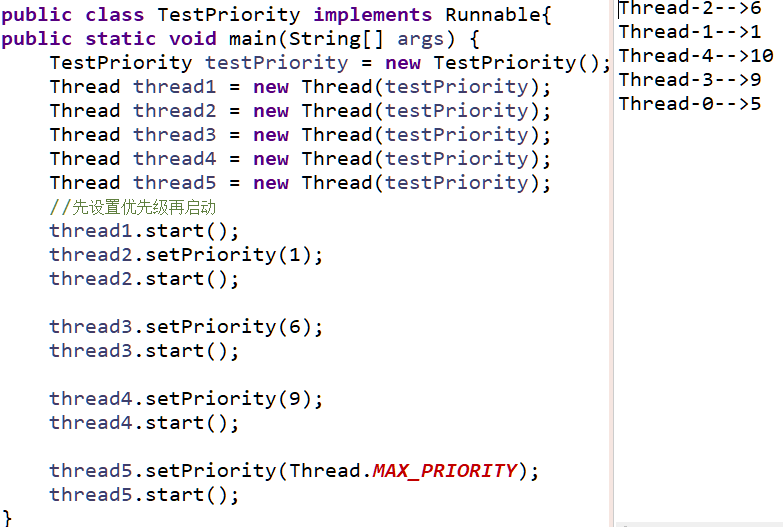 public class TestPriority implements Runnable{
public static void main(String[] args) {
TestPriority testPriority = new TestPriority();
Thread thread1 = new Thread(testPriority);
Thread thread2 = new Thread(testPriority);
Thread thread3 = new Thread(testPriority);
Thread thread4 = new Thread(testPriority);
Thread thread5 = new Thread(testPriority);
//先设置优先级再启动
thread1.start();
thread2.setPriority(1);
thread2.start();
thread3.setPriority(6);
thread3.start();
thread4.setPriority(9);
thread4.start();
thread5.setPriority(Thread.MAX_PRIORITY);
thread5.start();
}
Thread-2-->6
Thread-1-->1
Thread-4-->10
Thread-3-->9
Thread-0-->5